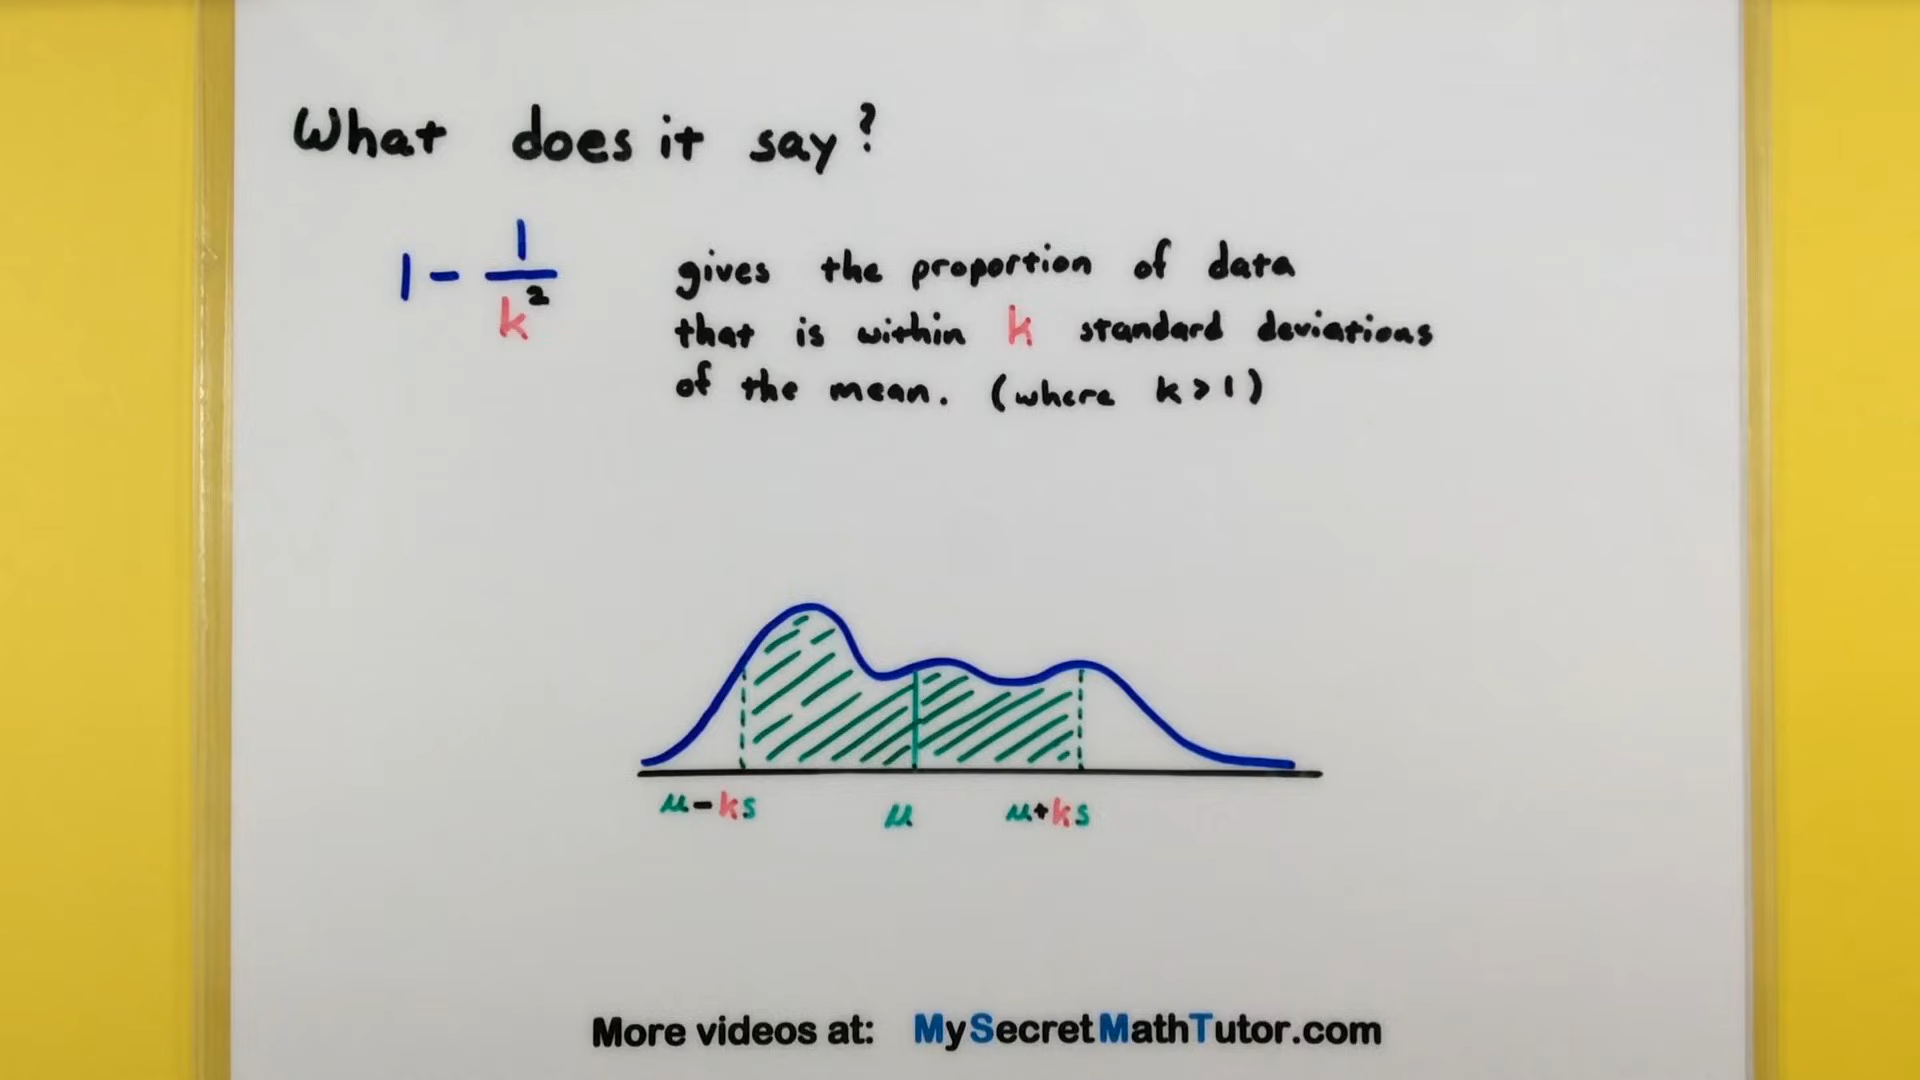 What does it say?
1 - 1/k²
gives the proportion of data
that is within k standard deviations
of the mean. (where k > 1)
μ-ks μ μ+ks
More videos at: MySecretMathTutor.com